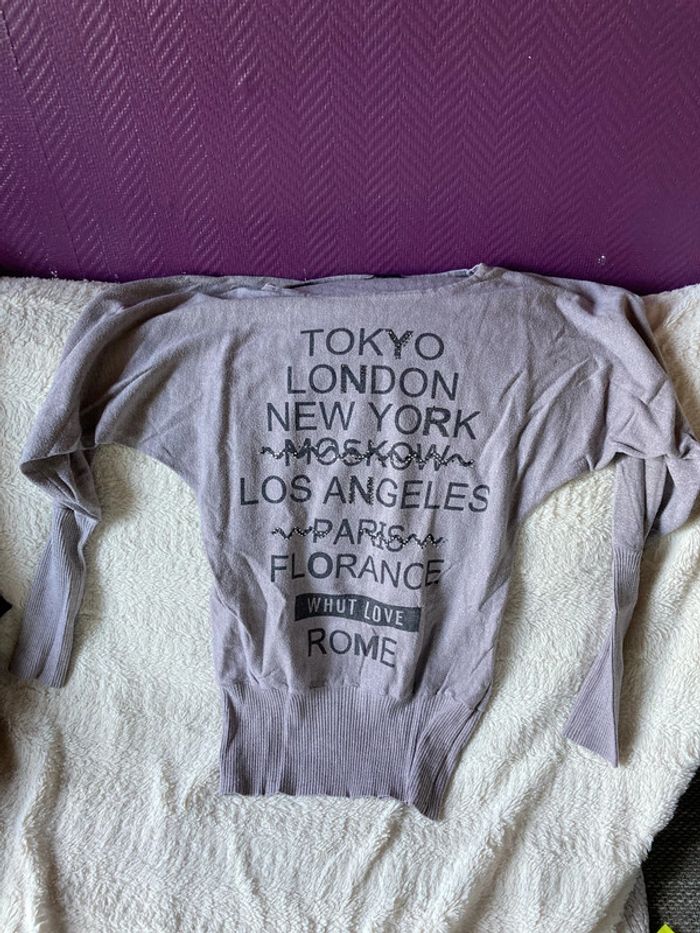 TOKYO
LONDON
NEW YORK
MOSKOW
LOS ANGELES
PARIS
FLORANCE
WHUT LOVE
ROME